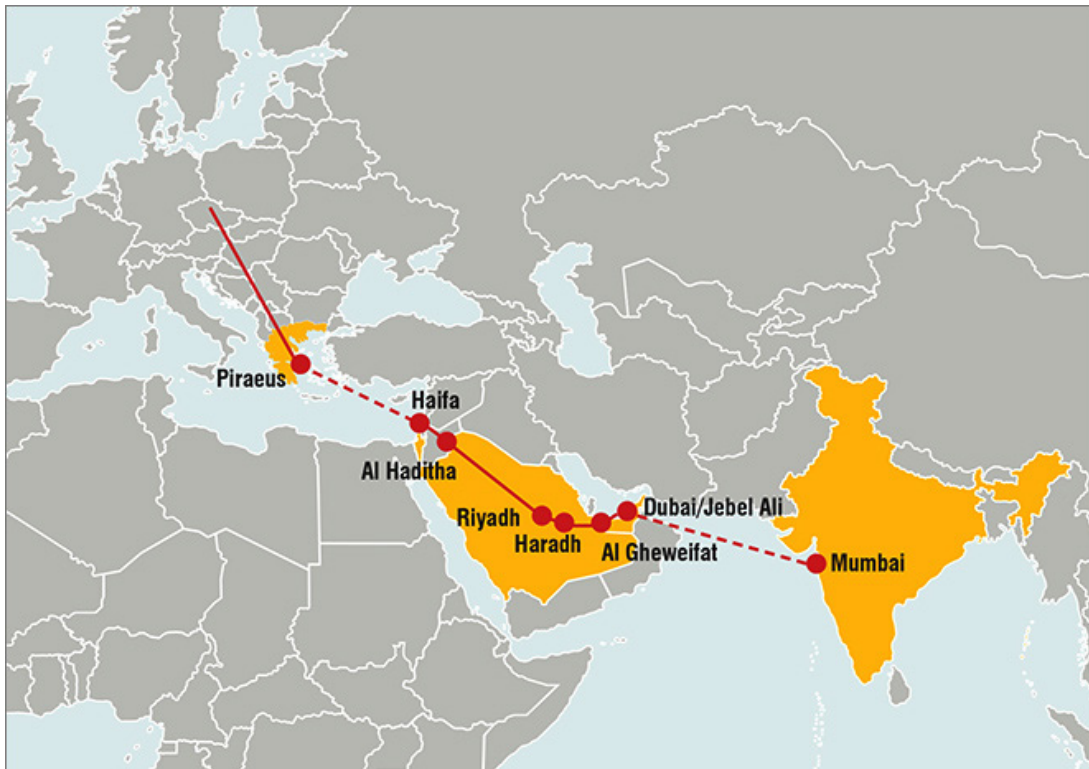 Piraeus
Haifa
Al Haditha
Riyadh
Haradh
Dubai/Jebel Ali
Al Gheweifat
Mumbai